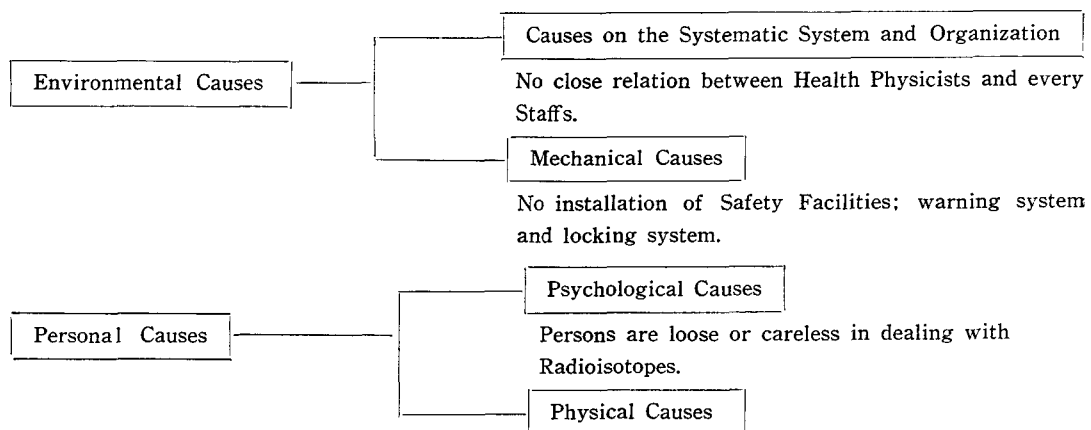 Causes on the Systematic System and Organization
Environmental Causes
No close relation between Health Physicists and every
Staffs.
Mechanical Causes
No installation of Safety Facilities; warning system
and locking system.
Psychological Causes
Personal Causes
Persons are loose or careless in dealing with
Radioisotopes.
Physical Causes